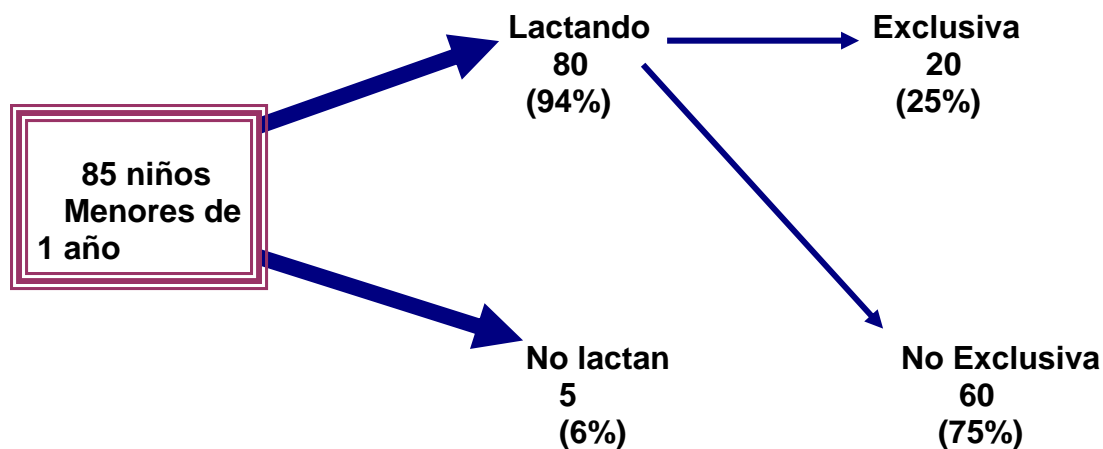 Lactando
80
(94%)
Exclusiva
20
(25%)
85 niños
Menores de
1 año
No lactan
5
(6%)
No Exclusiva
60
(75%)